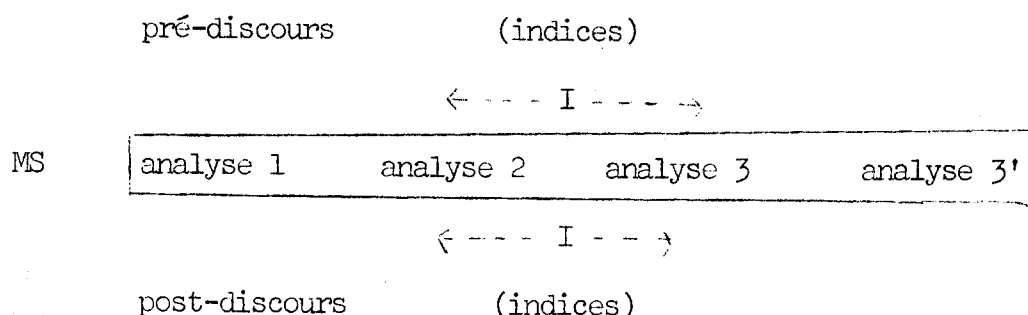 pré-discours (indices)
← - - - I - - - →
MS analyse 1 analyse 2 analyse 3 analyse 3'
← - - - I - - →
post-discours (indices)